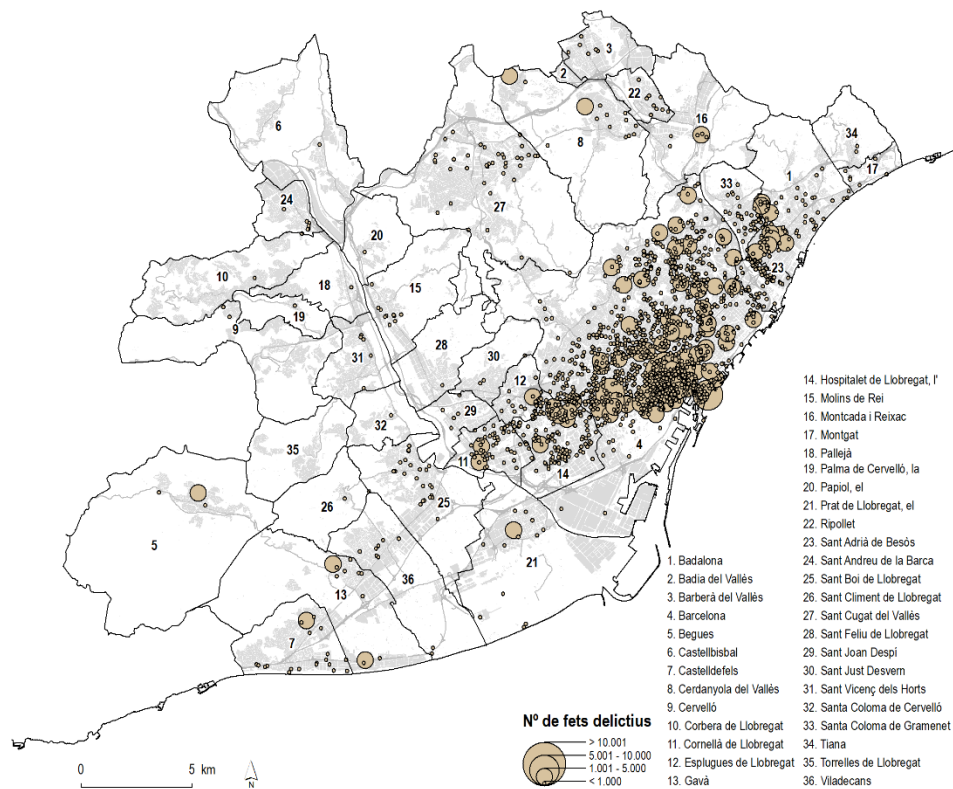 3
2
22
6
16
34
8
17
1
33
24
27
20
23
10
18
15
19
9
28
30
31
12
32
29
4
35
11
14
25
26
5
21
36
13
7
1. Badalona
2. Badia del Vallès
3. Barberà del Vallès
4. Barcelona
5. Begues
6. Castellbisbal
7. Castelldefels
8. Cerdanyola del Vallès
9. Cervelló
10. Corbera de Llobregat
11. Cornellà de Llobregat
12. Esplugues de Llobregat
13. Gavà
14. Hospitalet de Llobregat, l'
15. Molins de Rei
16. Montcada i Reixac
17. Montgat
18. Pallejà
19. Palma de Cervelló, la
20. Papiol, el
21. Prat de Llobregat, el
22. Ripollet
23. Sant Adrià de Besòs
24. Sant Andreu de la Barca
25. Sant Boi de Llobregat
26. Sant Climent de Llobregat
27. Sant Cugat del Vallès
28. Sant Feliu de Llobregat
29. Sant Joan Despí
30. Sant Just Desvern
31. Sant Vicenç dels Horts
32. Santa Coloma de Cervelló
33. Santa Coloma de Gramenet
34. Tiana
35. Torrelles de Llobregat
36. Viladecans
Nº de fets delictius
> 10.001
5.001 - 10.000
1.001 - 5.000
< 1.000
0 5 km
N